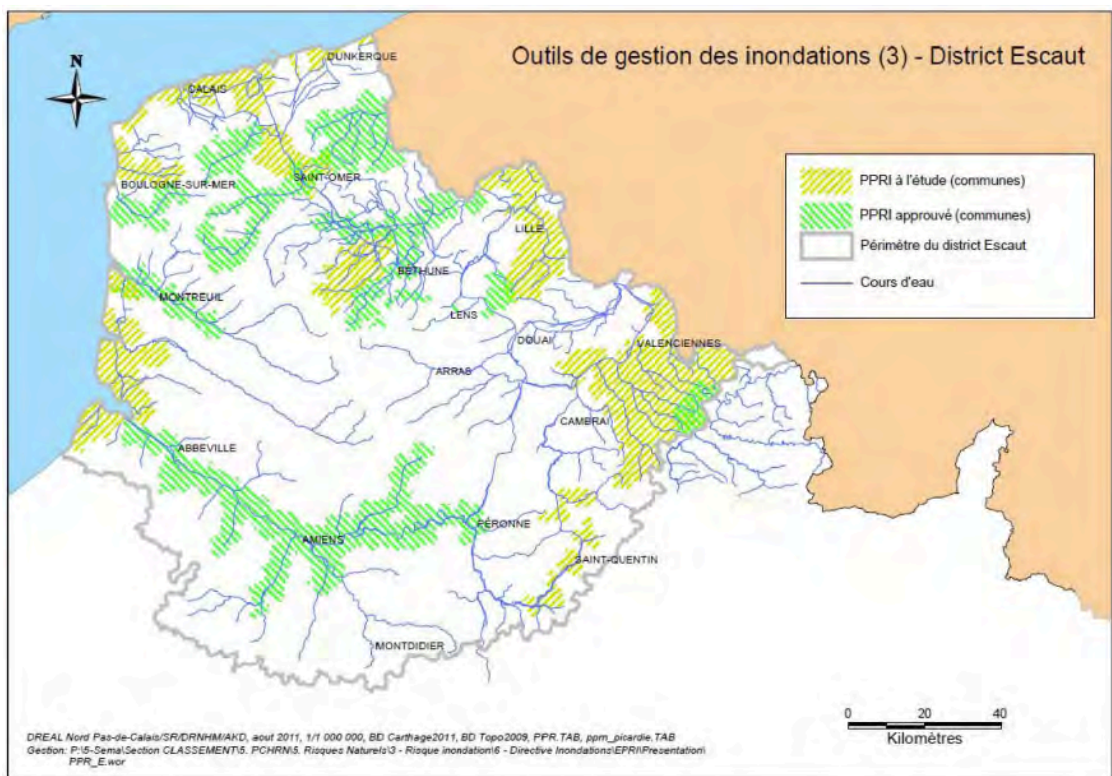 Outils de gestion des inondations (3) - District Escaut
N
DUNKERQUE
CALAIS
PPRI à l'étude (communes)
PPRI approuvé (communes)
Périmètre du district Escaut
Cours d'eau
BOULOGNE-SUR-MER
SAINT-OMER
LILLE
BETHUNE
MONTREUIL
LENS
DOUAI
VALENCIENNES
ARRAS
CAMBRAI
ABBEVILLE
PÉRONNE
AMIENS
SAINT-QUENTIN
MONTDIDIER
0 20 40
Kilomètres
DREAL Nord Pas-de-Calais/SR/DRNHM/AKD, aout 2011, 1/1 000 000, BD Carthage2011, BD Topo2009, PPR.TAB, pprn_picardie.TAB
Gestion: P:\5-Sema\Section CLASSEMENT\5. PCHRN\5. Risques Naturels\3 - Risque inondation\6 - Directive Inondations\EPRI\Presentation\
PPR_E.wor